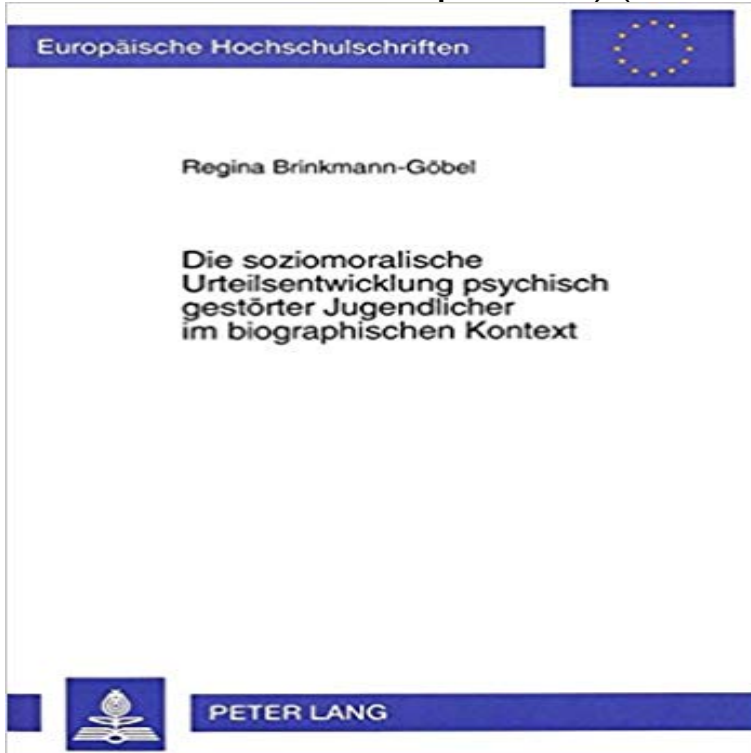 Europäische Hochschulschriften
Regina Brinkmann-Göbel
Die soziomoralische
Urteilsentwicklung psychisch
gestörter Jugendlicher
im biographischen Kontext
PETER LANG